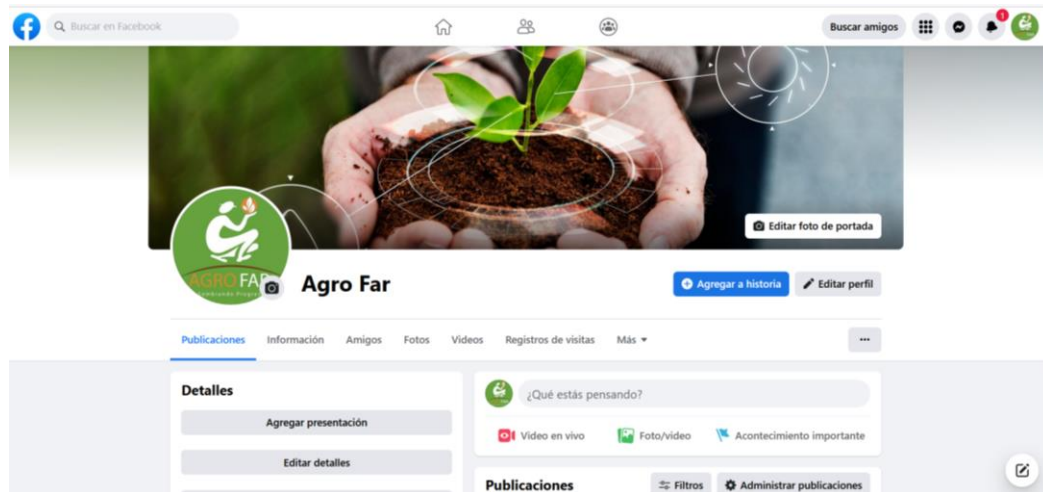 Buscar en Facebook
Buscar amigos
1
Editar foto de portada
AGRO FAR
Agro Far
Agregar a historia
Editar perfil
Publicaciones Información Amigos Fotos Videos Registros de visitas Más
Detalles
Agregar presentación
Editar detalles
¿Qué estás pensando?
Video en vivo Foto/video Acontecimiento importante
Publicaciones
Filtros
Administrar publicaciones